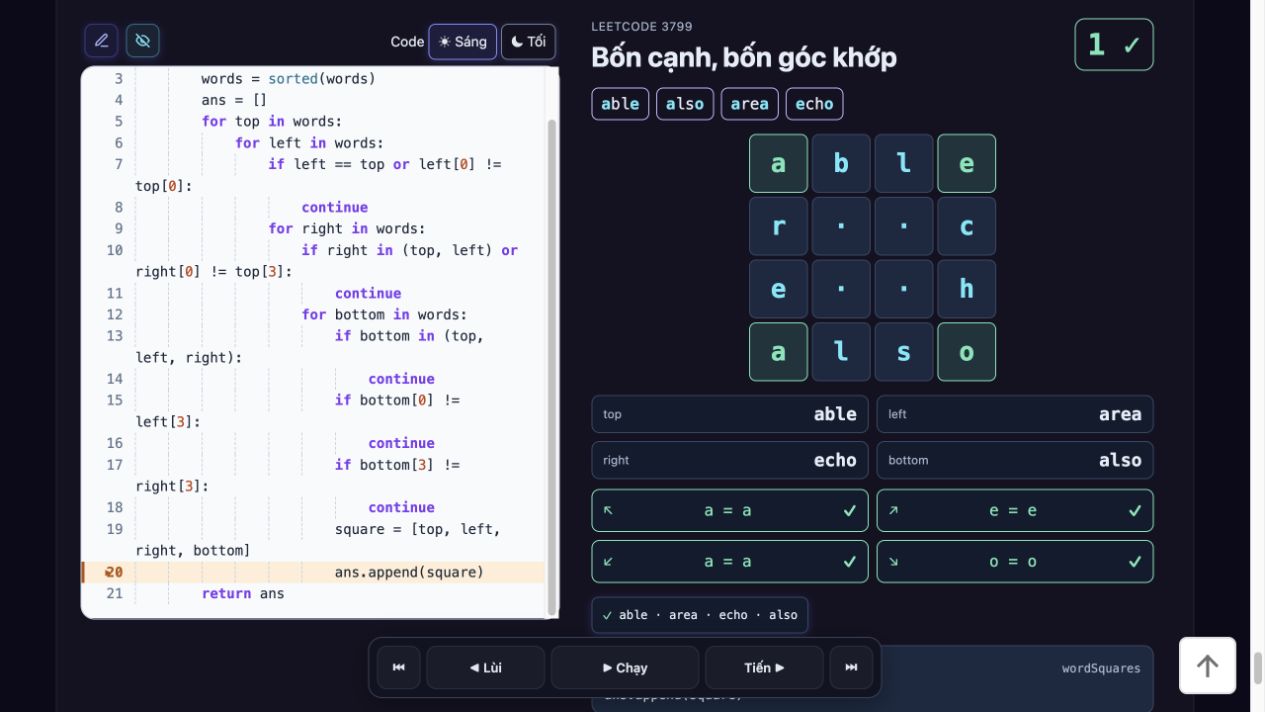 Code ☀ Sáng ☾ Tối
3 words = sorted(words)
4 ans = []
5 for top in words:
6 for left in words:
7 if left == top or left[0] !=
top[0]:
8 continue
9 for right in words:
10 if right in (top, left) or
right[0] != top[3]:
11 continue
12 for bottom in words:
13 if bottom in (top,
left, right):
14 continue
15 if bottom[0] !=
left[3]:
16 continue
17 if bottom[3] !=
right[3]:
18 continue
19 square = [top, left,
right, bottom]
20 ans.append(square)
21 return ans
LEETCODE 3799
Bốn cạnh, bốn góc khớp
1 ✓
able also area echo
a b l e
r · · c
e · · h
a l s o
top able left area
right echo bottom also
↖ a = a ✓ ↗ e = e ✓
↙ a = a ✓ ↘ o = o ✓
✓ able · area · echo · also
wordSquares
⏮ ◀ Lùi ▶ Chạy Tiến ▶ ⏭
↑